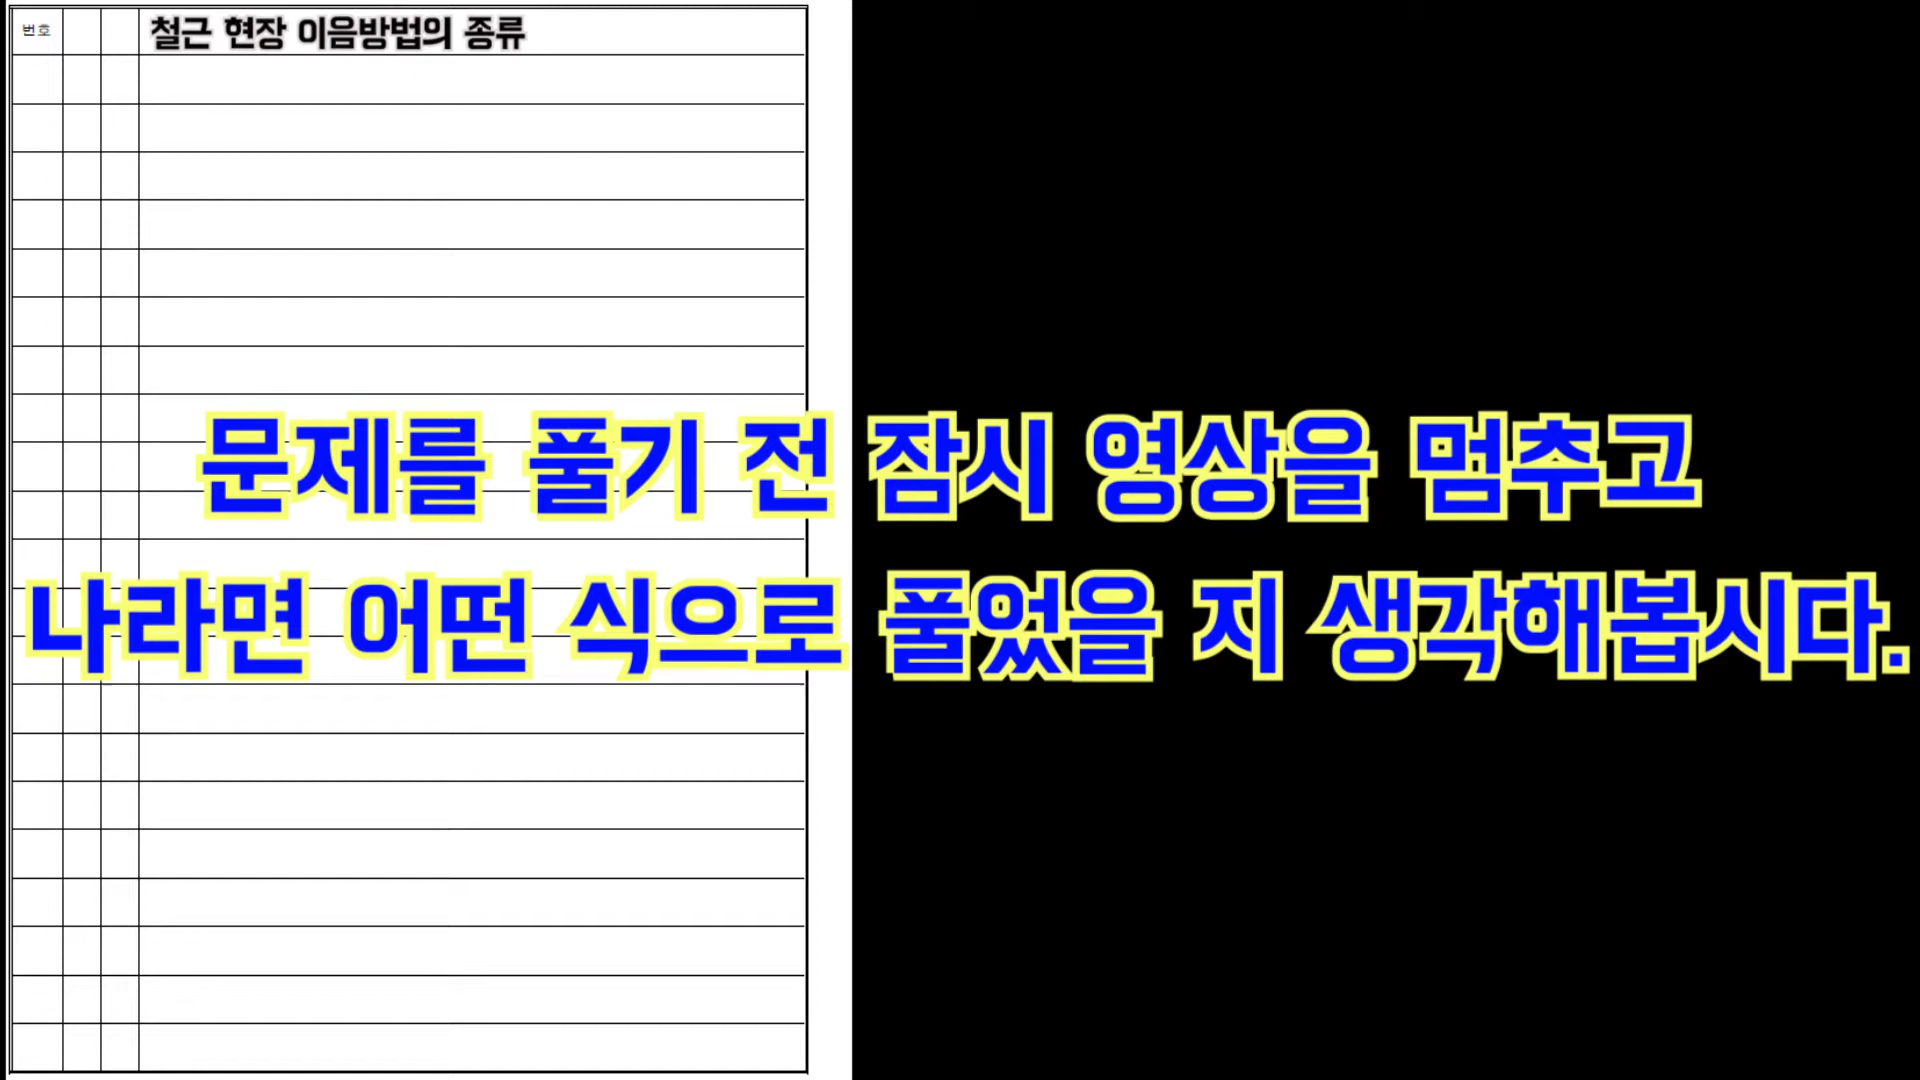 번호
철근 현장 이음방법의 종류
문제를 풀기 전 잠시 영상을 멈추고
나라면 어떤 식으로 풀었을 지 생각해봅시다.